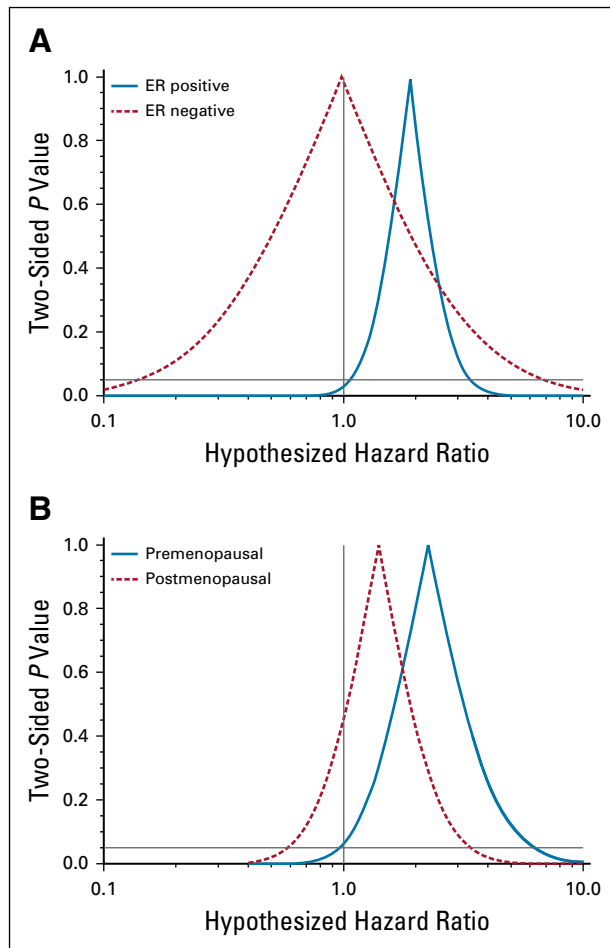 A
1.0
ER positive
ER negative
0.8
0.6
0.4
0.2
0.0
Two-Sided P Value
0.1 1.0 10.0
Hypothesized Hazard Ratio
B
1.0
Premenopausal
Postmenopausal
0.8
0.6
0.4
0.2
0.0
Two-Sided P Value
0.1 1.0 10.0
Hypothesized Hazard Ratio